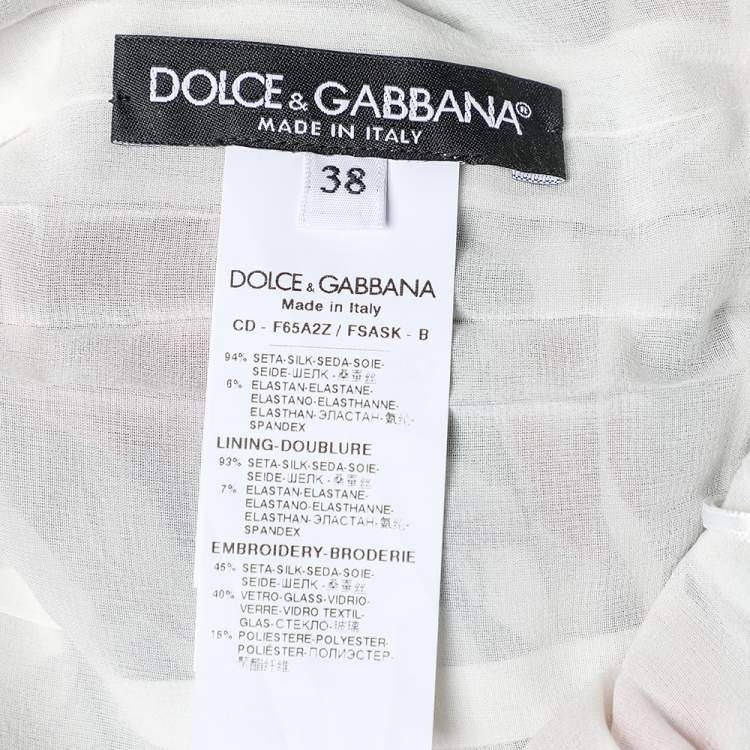 DOLCE & GABBANA®
MADE IN ITALY
38
DOLCE & GABBANA
Made in Italy
CD - F65A2Z / FSASK - B
94% SETA-SILK-SEDA-SOIE-
SEIDE-ШЕЛК-桑蚕丝
6% ELASTAN-ELASTANE-
ELASTANO-ELASTHANNE-
ELASTHAN-ЭЛАСТАН-氨纶-
SPANDEX
LINING-DOUBLURE
93% SETA-SILK-SEDA-SOIE-
SEIDE-ШЕЛК-桑蚕丝
7% ELASTAN-ELASTANE-
ELASTANO-ELASTHANNE-
ELASTHAN-ЭЛАСТАН-氨纶-
SPANDEX
EMBROIDERY-BRODERIE
45% SETA-SILK-SEDA-SOIE-
SEIDE-ШЕЛК-桑蚕丝
40% VETRO-GLASS-VIDRIO-
VERRE-VIDRO TEXTIL-
GLAS-СТЕКЛО-玻璃
15% POLIESTERE-POLYESTER-
POLIÉSTER-ПОЛИЭСТЕР-
聚酯纤维